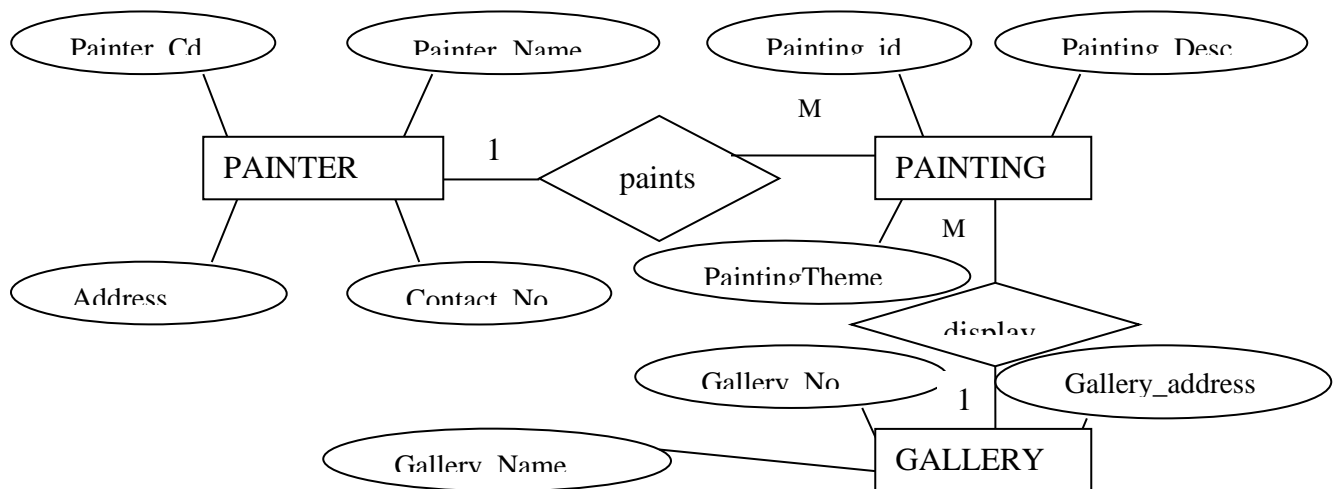 Painter_Cd
Painter_Name
Painting_id
Painting_Desc
M
1
PAINTER
paints
PAINTING
M
PaintingTheme
Address
Contact_No
display
Gallery_No
Gallery_address
1
Gallery_Name
GALLERY